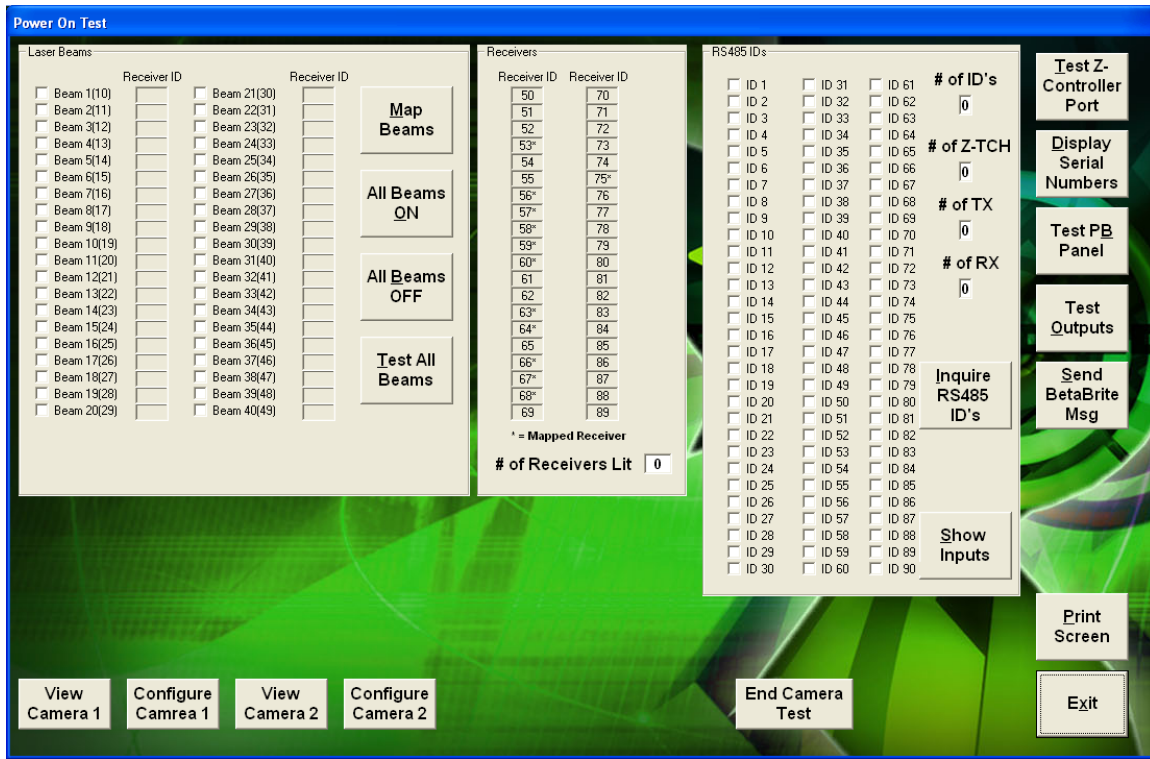 Power On Test
Laser Beams
Receiver ID Receiver ID
Beam 1(10) Beam 21(30)
Beam 2(11) Beam 22(31)
Beam 3(12) Beam 23(32)
Beam 4(13) Beam 24(33)
Beam 5(14) Beam 25(34)
Beam 6(15) Beam 26(35)
Beam 7(16) Beam 27(36)
Beam 8(17) Beam 28(37)
Beam 9(18) Beam 29(38)
Beam 10(19) Beam 30(39)
Beam 11(20) Beam 31(40)
Beam 12(21) Beam 32(41)
Beam 13(22) Beam 33(42)
Beam 14(23) Beam 34(43)
Beam 15(24) Beam 35(44)
Beam 16(25) Beam 36(45)
Beam 17(26) Beam 37(46)
Beam 18(27) Beam 38(47)
Beam 19(28) Beam 39(48)
Beam 20(29) Beam 40(49)
Map
Beams
All Beams
ON
All Beams
OFF
Test All
Beams
Receivers
Receiver ID Receiver ID
50 70
51 71
52 72
53* 73
54 74
55 75*
56* 76
57* 77
58* 78
59* 79
60* 80
61 81
62 82
63* 83
64* 84
65 85
66* 86
67* 87
68* 88
69 89
* = Mapped Receiver
# of Receivers Lit 0
RS485 IDs
ID 1 ID 31 ID 61
ID 2 ID 32 ID 62
ID 3 ID 33 ID 63
ID 4 ID 34 ID 64
ID 5 ID 35 ID 65
ID 6 ID 36 ID 66
ID 7 ID 37 ID 67
ID 8 ID 38 ID 68
ID 9 ID 39 ID 69
ID 10 ID 40 ID 70
ID 11 ID 41 ID 71
ID 12 ID 42 ID 72
ID 13 ID 43 ID 73
ID 14 ID 44 ID 74
ID 15 ID 45 ID 75
ID 16 ID 46 ID 76
ID 17 ID 47 ID 77
ID 18 ID 48 ID 78
ID 19 ID 49 ID 79
ID 20 ID 50 ID 80
ID 21 ID 51 ID 81
ID 22 ID 52 ID 82
ID 23 ID 53 ID 83
ID 24 ID 54 ID 84
ID 25 ID 55 ID 85
ID 26 ID 56 ID 86
ID 27 ID 57 ID 87
ID 28 ID 58 ID 88
ID 29 ID 59 ID 89
ID 30 ID 60 ID 90
# of ID's
0
# of Z-TCH
0
# of TX
0
# of RX
0
Inquire
RS485
ID's
Show
Inputs
Test Z-
Controller
Port
Display
Serial
Numbers
Test PB
Panel
Test
Outputs
Send
BetaBrite
Msg
Print
Screen
View
Camera 1
Configure
Camrea 1
View
Camera 2
Configure
Camera 2
End Camera
Test
Exit